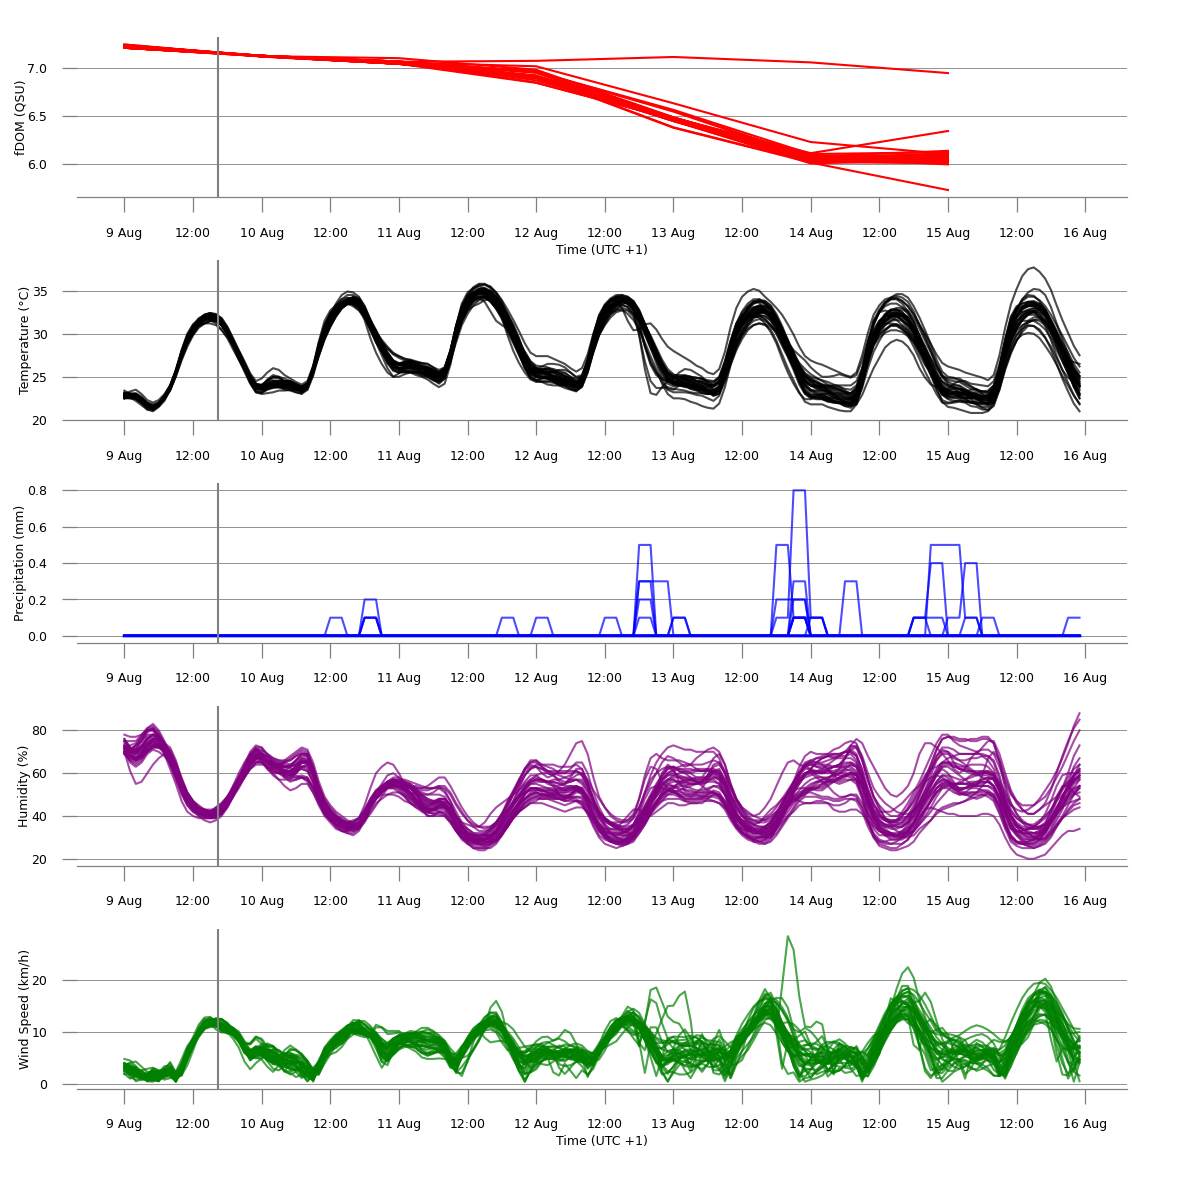 7.0
6.5
6.0
fDOM (QSU)
9 Aug 12:00 10 Aug 12:00 11 Aug 12:00 12 Aug 12:00 13 Aug 12:00 14 Aug 12:00 15 Aug 12:00 16 Aug
Time (UTC +1)
35
30
25
20
Temperature (°C)
9 Aug 12:00 10 Aug 12:00 11 Aug 12:00 12 Aug 12:00 13 Aug 12:00 14 Aug 12:00 15 Aug 12:00 16 Aug
0.8
0.6
0.4
0.2
0.0
Precipitation (mm)
9 Aug 12:00 10 Aug 12:00 11 Aug 12:00 12 Aug 12:00 13 Aug 12:00 14 Aug 12:00 15 Aug 12:00 16 Aug
80
60
40
20
Humidity (%)
9 Aug 12:00 10 Aug 12:00 11 Aug 12:00 12 Aug 12:00 13 Aug 12:00 14 Aug 12:00 15 Aug 12:00 16 Aug
20
10
0
Wind Speed (km/h)
9 Aug 12:00 10 Aug 12:00 11 Aug 12:00 12 Aug 12:00 13 Aug 12:00 14 Aug 12:00 15 Aug 12:00 16 Aug
Time (UTC +1)